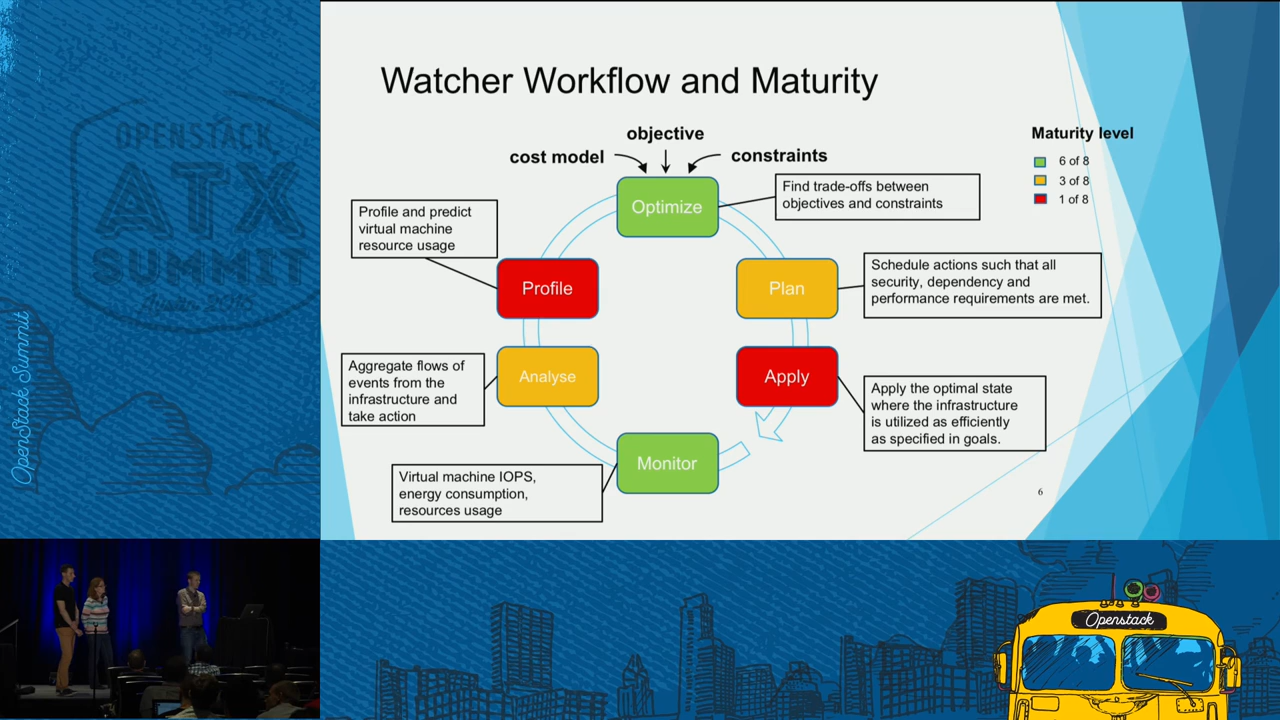 OPENSTACK
ATX
SUMMIT
OpenStack Summit
Watcher Workflow and Maturity
objective
cost model
constraints
Maturity level
6 of 8
3 of 8
1 of 8
Optimize
Find trade-offs between
objectives and constraints
Profile and predict
virtual machine
resource usage
Profile
Plan
Schedule actions such that all
security, dependency and
performance requirements are met.
Aggregate flows of
events from the
infrastructure and
take action
Analyse
Apply
Apply the optimal state
where the infrastructure
is utilized as efficiently
as specified in goals.
Monitor
Virtual machine IOPS,
energy consumption,
resources usage
6
Openstack